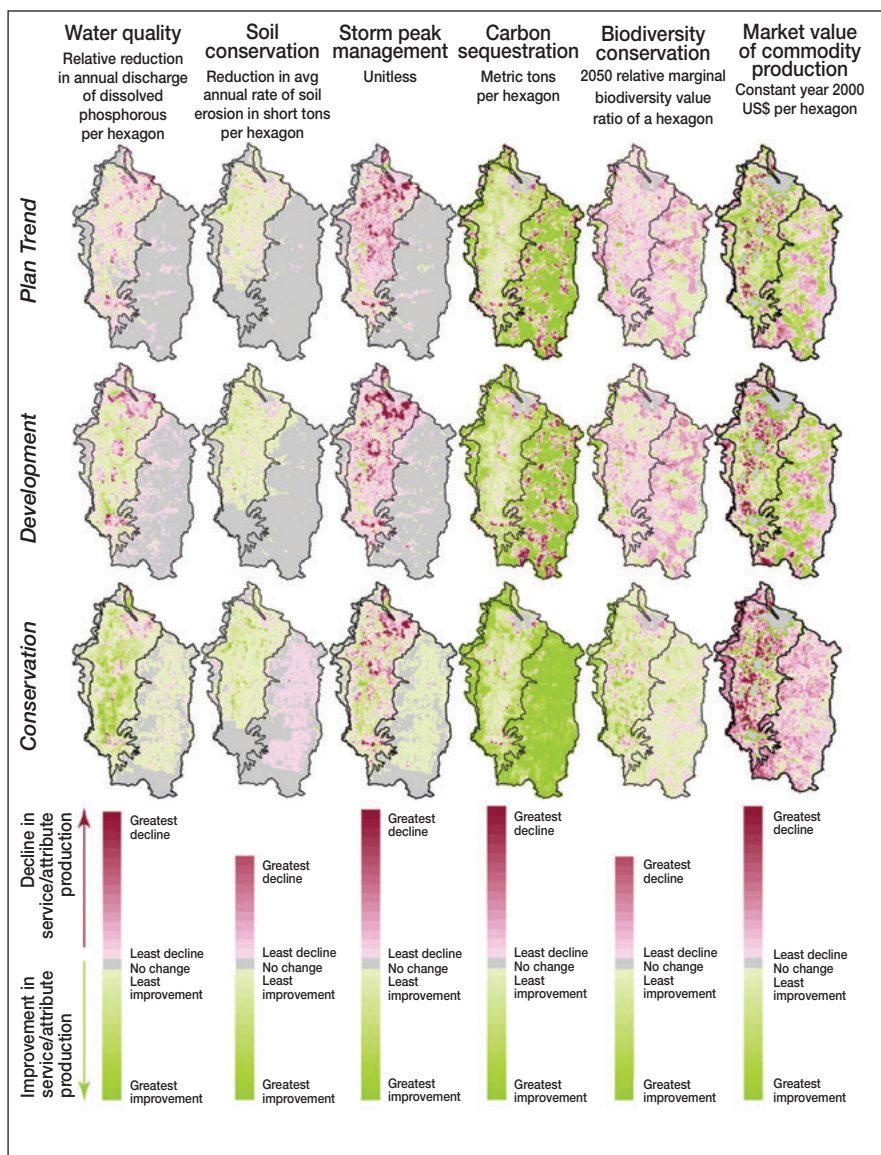 Water quality
Relative reduction
in annual discharge
of dissolved
phosphorous
per hexagon
Soil
conservation
Reduction in avg
annual rate of soil
erosion in short tons
per hexagon
Storm peak
management
Unitless
Carbon
sequestration
Metric tons
per hexagon
Biodiversity
conservation
2050 relative marginal
biodiversity value
ratio of a hexagon
Market value
of commodity
production
Constant year 2000
US$ per hexagon
Plan Trend
Development
Conservation
Decline in
service/attribute
production
Improvement in
service/attribute
production
Greatest
decline
Least decline
No change
Least
improvement
Greatest
improvement
Greatest
decline
Least decline
No change
Least
improvement
Greatest
improvement
Greatest
decline
Least decline
No change
Least
improvement
Greatest
improvement
Greatest
decline
Least decline
No change
Least
improvement
Greatest
improvement
Greatest
decline
Least decline
No change
Least
improvement
Greatest
improvement
Greatest
decline
Least decline
No change
Least
improvement
Greatest
improvement